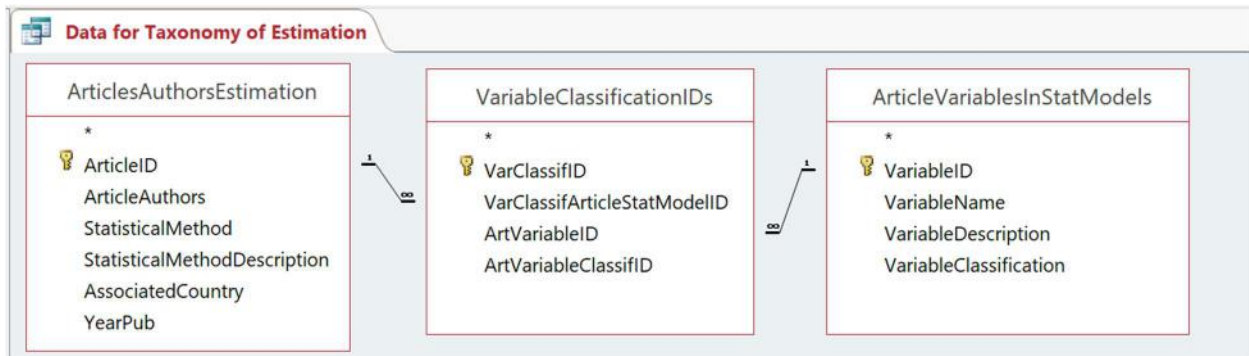 Data for Taxonomy of Estimation
ArticlesAuthorsEstimation
*
ArticleID
ArticleAuthors
StatisticalMethod
StatisticalMethodDescription
AssociatedCountry
YearPub
1
∞
VariableClassificationIDs
*
VarClassifID
VarClassifArticleStatModelID
ArtVariableID
ArtVariableClassifID
1
∞
ArticleVariablesInStatModels
*
VariableID
VariableName
VariableDescription
VariableClassification